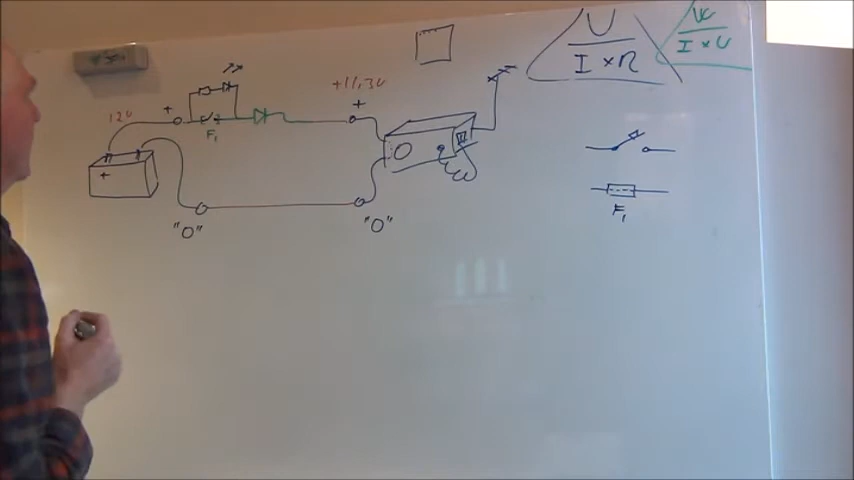 12V
+
F1
+11,3V
+
+
"0"
"0"
U
I × R
W
I × U
F1